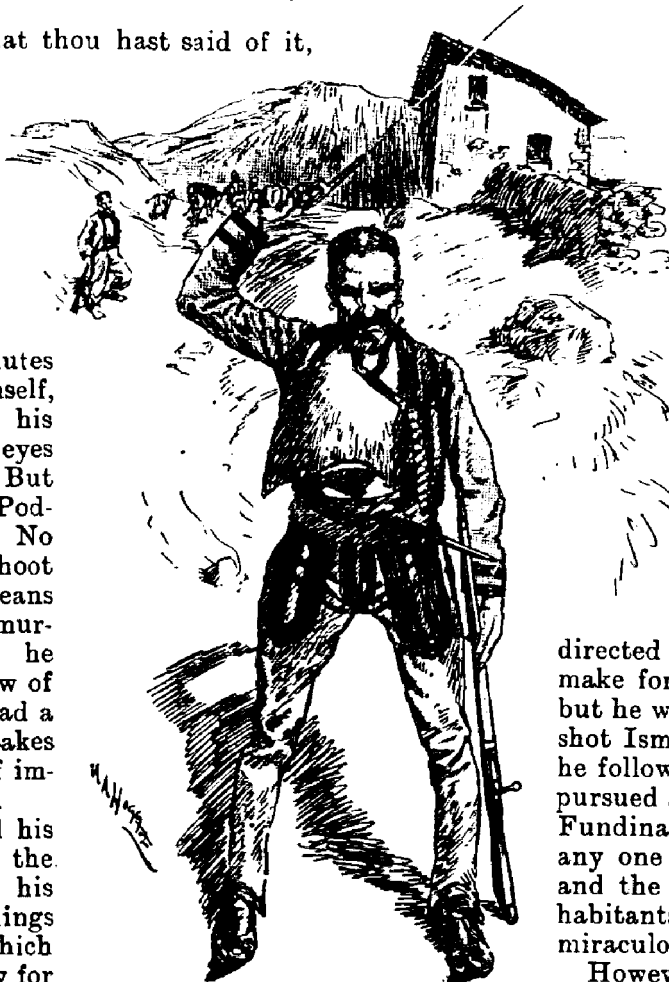 at thou hast said of it,
utes
nself,
his
eyes
But
Pod-
No
hoot
eans
mur-
he
w of
ad a
akes
f im-
l his
the
his
ings
hich
w for
directed
make for
but he w
shot Ism
he follow
pursued
Fundina
any one
and the
habitants
miraculo
Howev